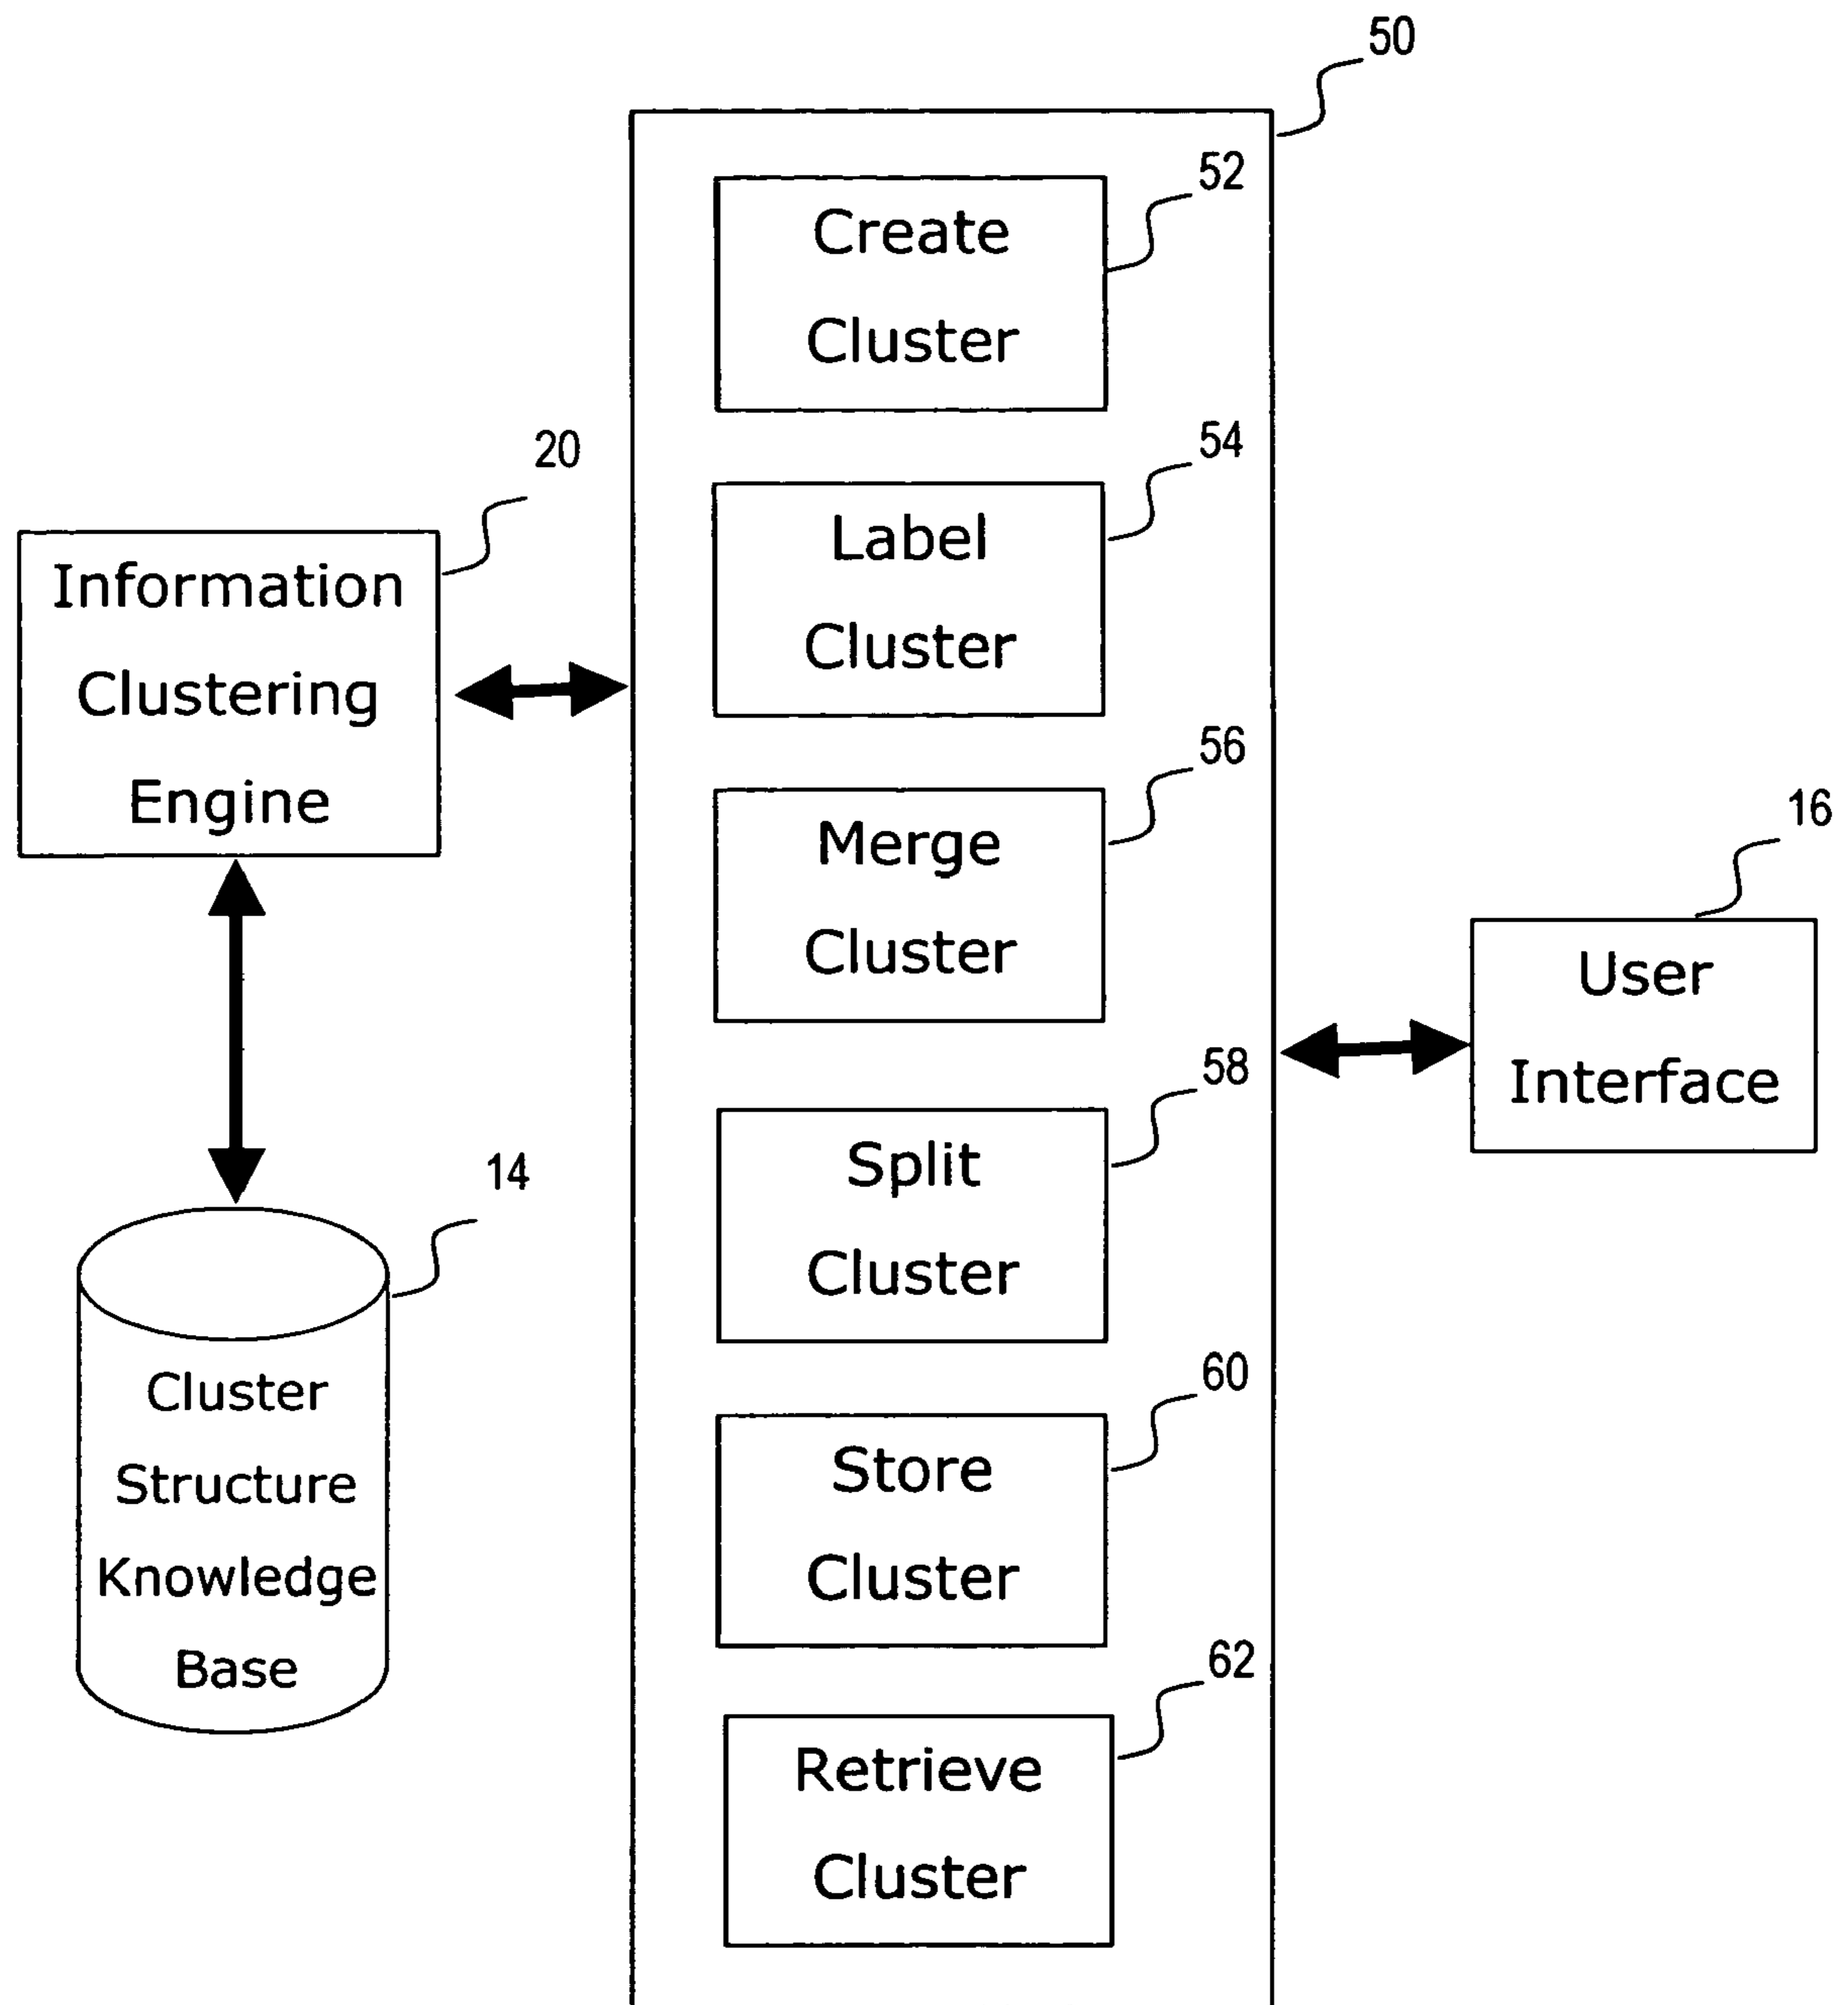 50
52
Create
Cluster
54
Label
Cluster
20
Information
Clustering
Engine
56
Merge
Cluster
16
User
Interface
58
Split
Cluster
14
Cluster
Structure
Knowledge
Base
60
Store
Cluster
62
Retrieve
Cluster